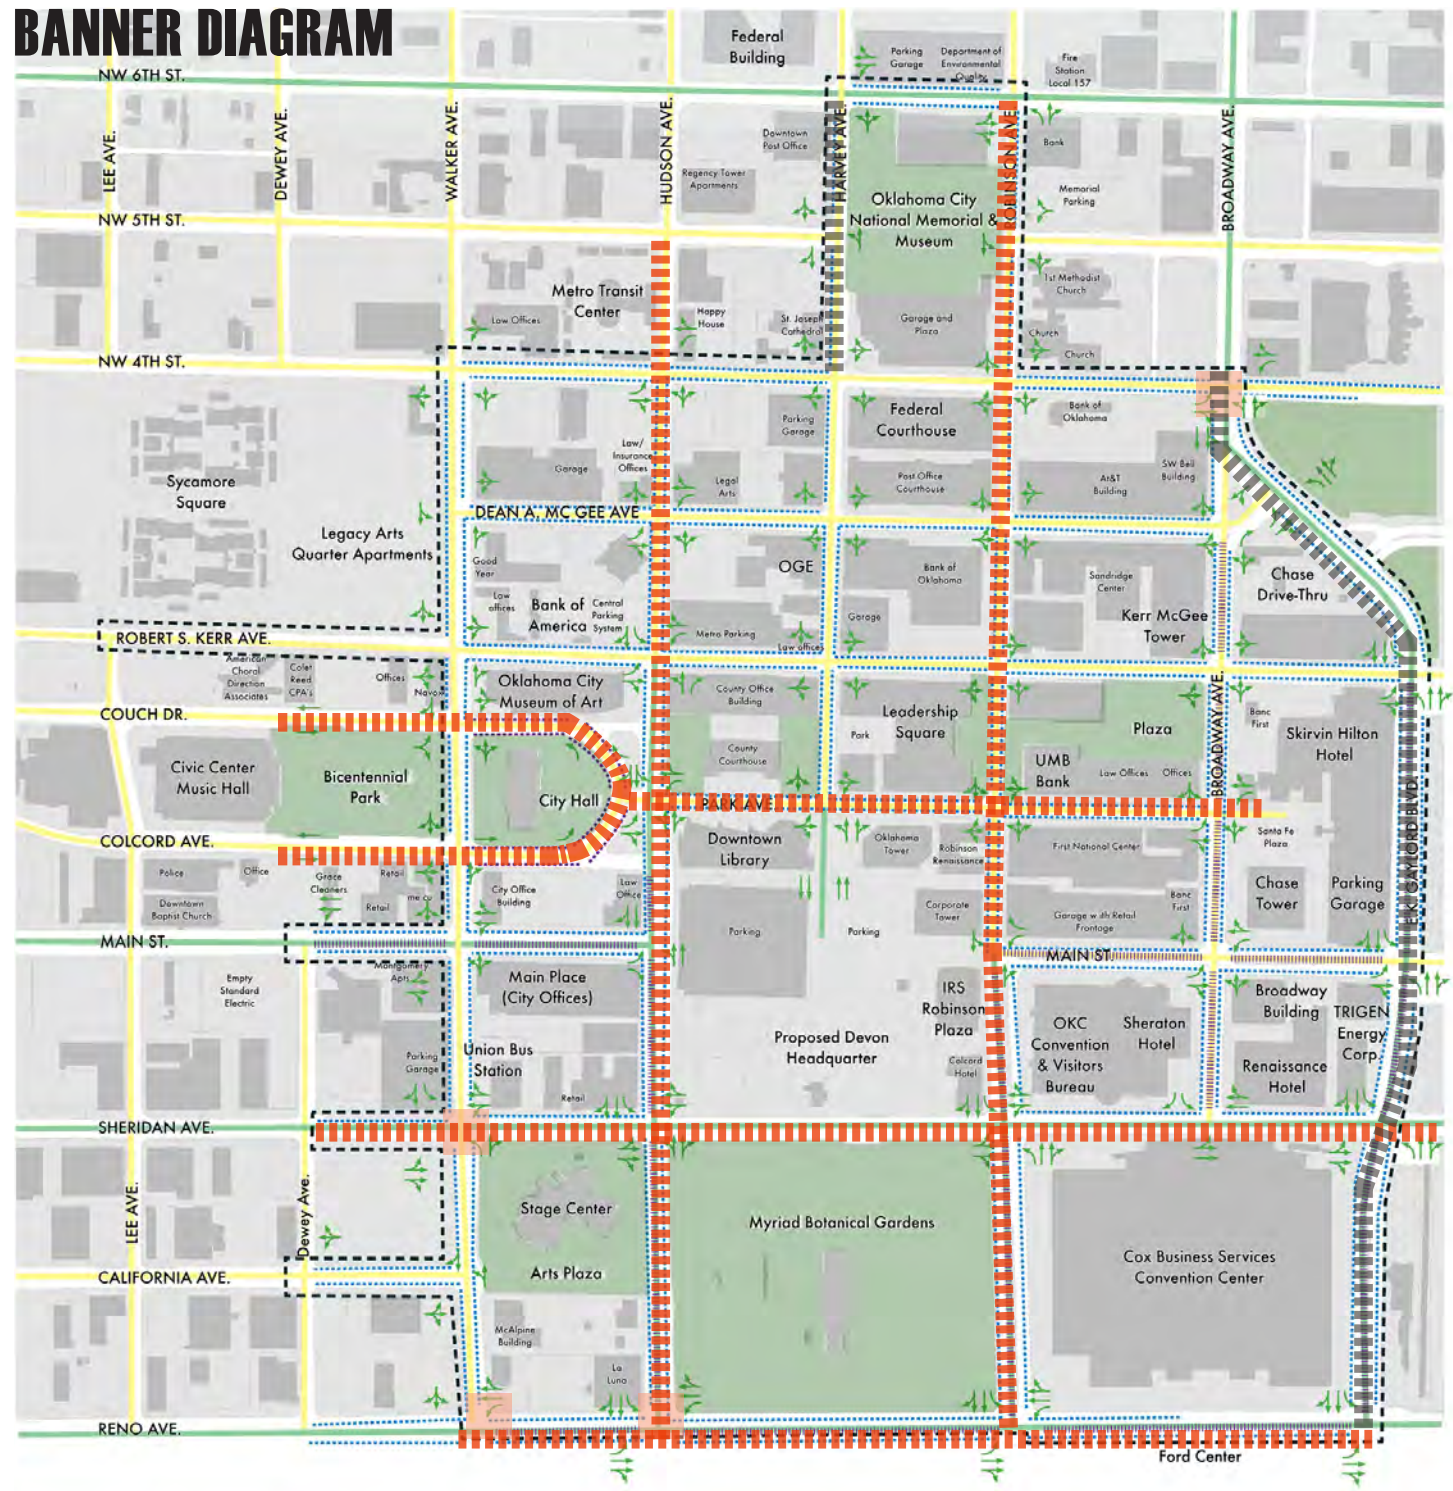 BANNER DIAGRAM
Federal
Building
Parking
Garage
Department of
Environmental
Quality
Fire
Station
Local 157
NW 6TH ST.
LEE AVE.
DEWEY AVE.
WALKER AVE.
HUDSON AVE.
HARVEY AVE.
ROBINSON AVE.
BROADWAY AVE.
Downtown
Post Office
Regency Tower
Apartments
Bank
Memorial
Parking
Oklahoma City
National Memorial &
Museum
NW 5TH ST.
Metro Transit
Center
Law Offices
Happy
House
St. Joseph
Cathedral
Garage and
Plaza
1st Methodist
Church
Church
Church
NW 4TH ST.
Sycamore
Square
Legacy Arts
Quarter Apartments
Garage
Law/
Insurance
Offices
Legal
Arts
Parking
Garage
Federal
Courthouse
Post Office
Courthouse
Bank of
Oklahoma
At&T
Building
SW Bell
Building
DEAN A. MC GEE AVE
Good
Year
Law
offices
Bank of
America
Central
Parking
System
OGE
Metro Parking
Law offices
Bank of
Oklahoma
Garage
Sandridge
Center
Kerr McGee
Tower
Chase
Drive-Thru
ROBERT S. KERR AVE.
American
Choral
Direction
Associates
Colet
Reed
CPA's
Offices
Navox
Oklahoma City
Museum of Art
County Office
Building
County
Courthouse
Park
Leadership
Square
UMB
Bank
Plaza
Law Offices
Offices
BROADWAY AVE.
Banc
First
Skirvin Hilton
Hotel
COUCH DR.
Civic Center
Music Hall
Bicentennial
Park
City Hall
PARK AVE.
E.K. GAYLORD BLVD.
COLCORD AVE.
Police
Office
Downtown
Baptist Church
Grace
Cleaners
Retail
Retail
me cu
City Office
Building
Law
Office
Downtown
Library
Oklahoma
Tower
Robinson
Renaissance
First National Center
Santa Fe
Plaza
Parking
Parking
Corporate
Tower
Garage with Retail
Frontage
Banc
First
Chase
Tower
Parking
Garage
MAIN ST.
MAIN ST.
Empty
Standard
Electric
Montgomery
Apts
Parking
Garage
Main Place
(City Offices)
Union Bus
Station
Retail
Proposed Devon
Headquarter
IRS
Robinson
Plaza
Colcord
Hotel
OKC
Convention
& Visitors
Bureau
Sheraton
Hotel
Broadway
Building
Renaissance
Hotel
TRIGEN
Energy
Corp.
SHERIDAN AVE.
LEE AVE.
Dewey Ave.
Stage Center
Arts Plaza
Myriad Botanical Gardens
Cox Business Services
Convention Center
CALIFORNIA AVE.
McAlpine
Building
La
Luna
RENO AVE.
Ford Center